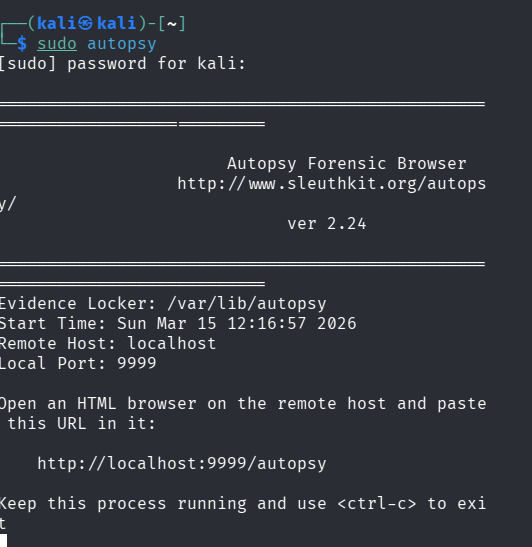 ┌──(kali㉿kali)-[~]
└─$ sudo autopsy
[sudo] password for kali:
=================================================
===========================
Autopsy Forensic Browser
http://www.sleuthkit.org/autops
y/
ver 2.24
=================================================
===========================
Evidence Locker: /var/lib/autopsy
Start Time: Sun Mar 15 12:16:57 2026
Remote Host: localhost
Local Port: 9999
Open an HTML browser on the remote host and paste
this URL in it:
http://localhost:9999/autopsy
Keep this process running and use <ctrl-c> to exi
t